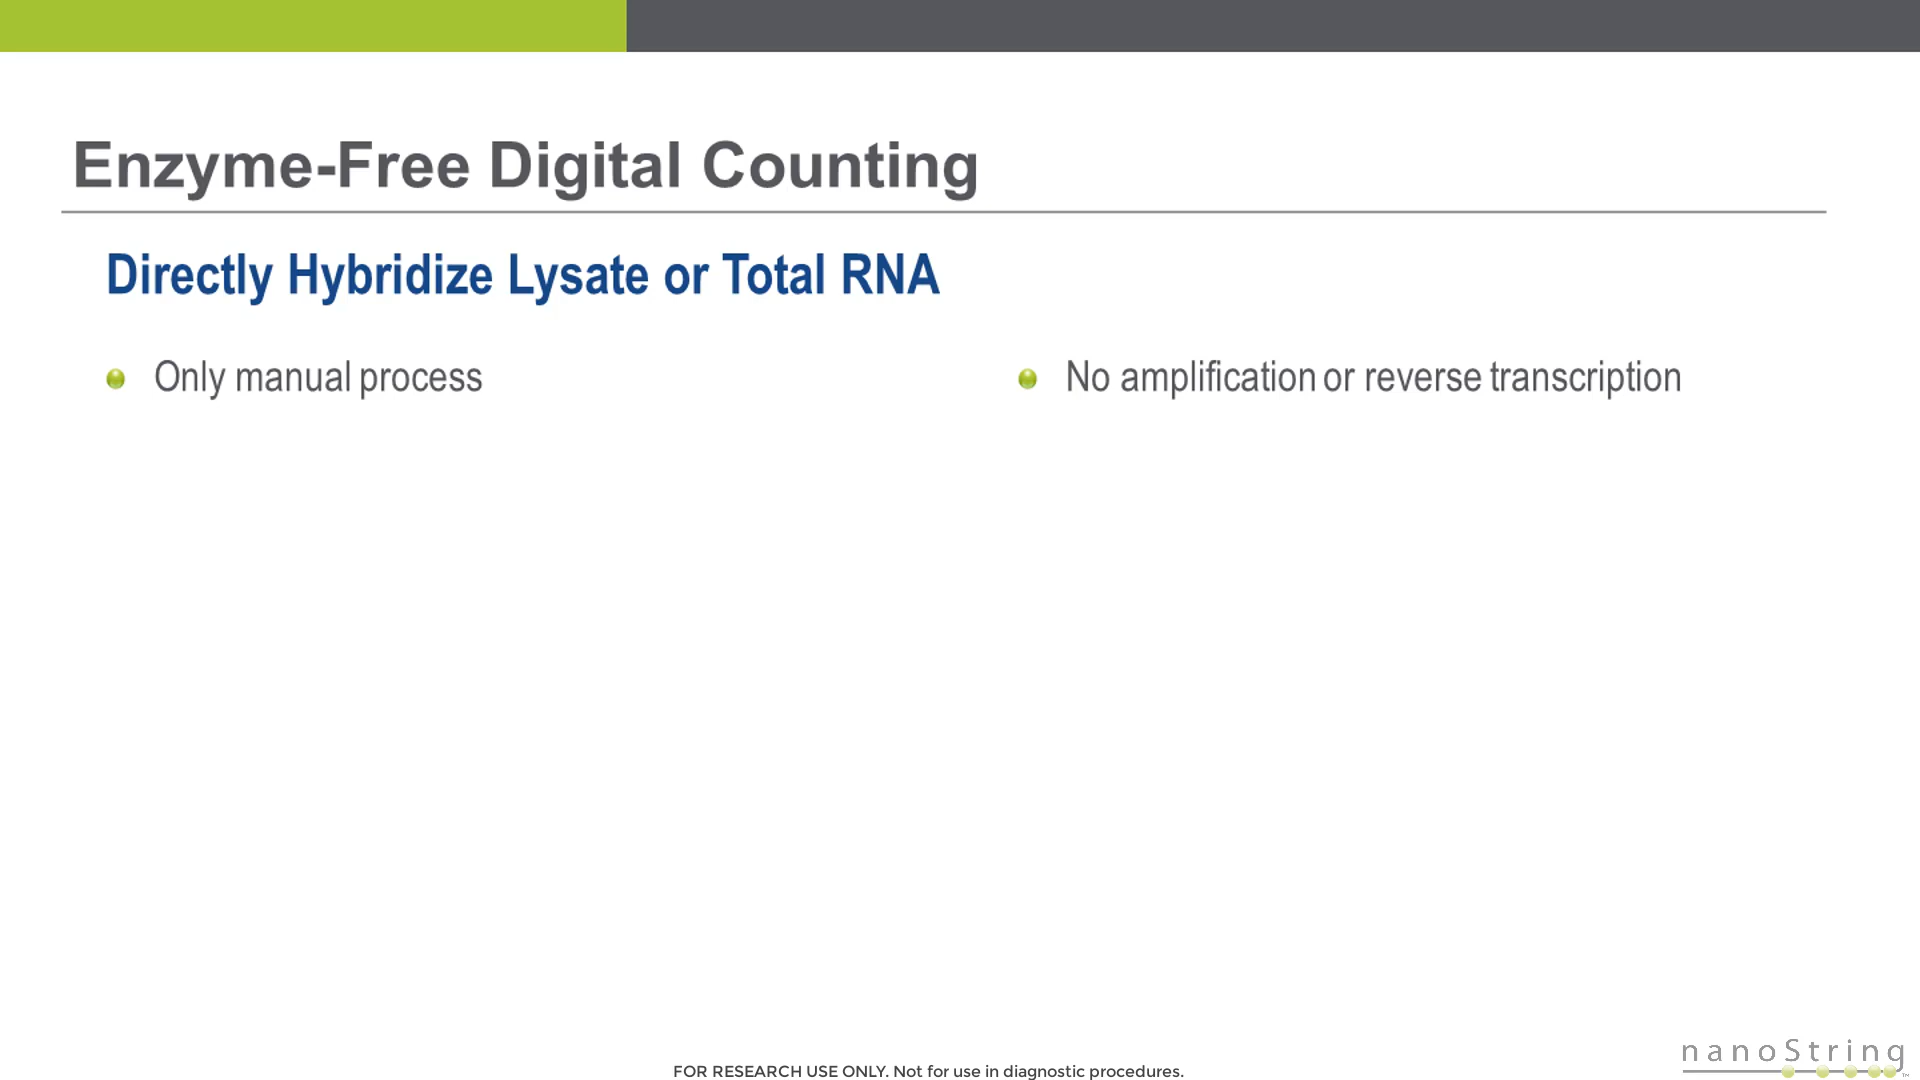 Enzyme-Free Digital Counting
Directly Hybridize Lysate or Total RNA
Only manual process
No amplification or reverse transcription
FOR RESEARCH USE ONLY. Not for use in diagnostic procedures.
nanoString™